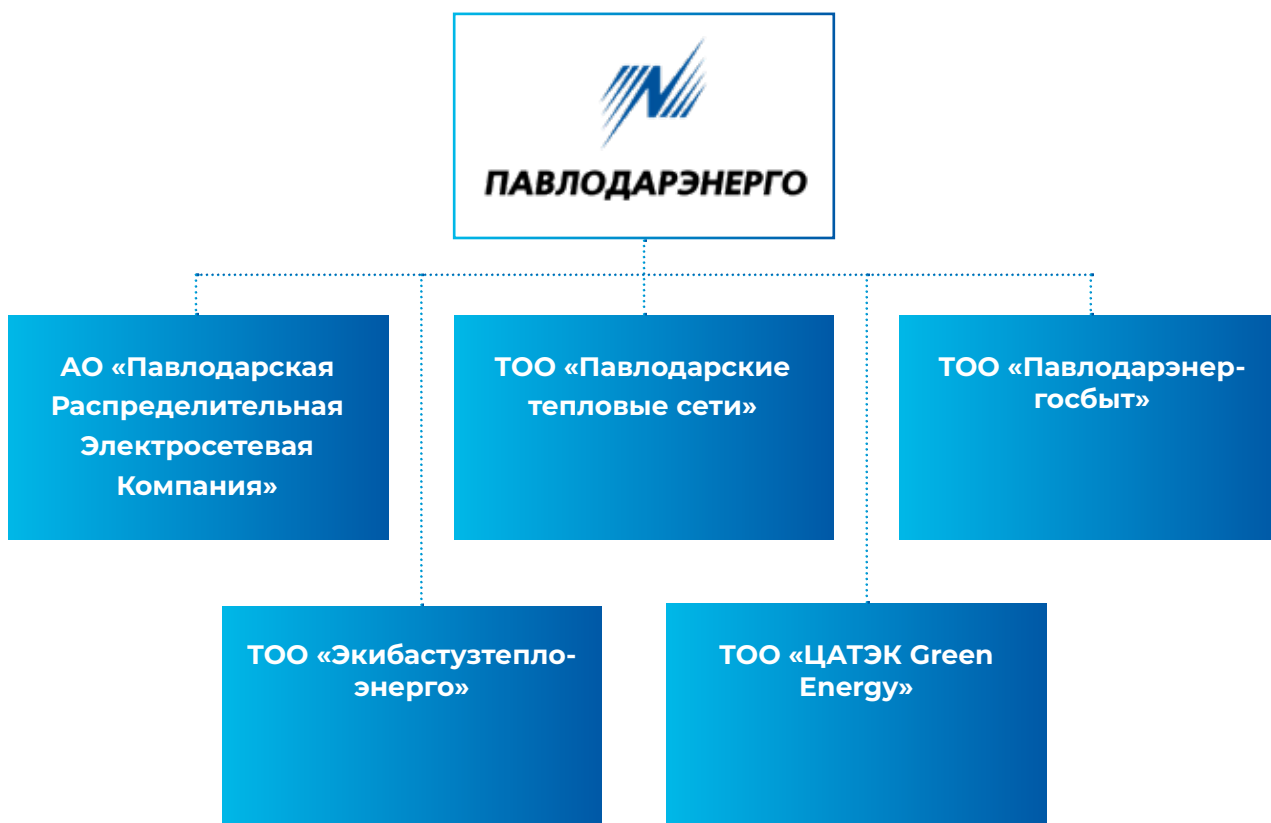 ПАВЛОДАРЭНЕРГО
АО «Павлодарская
Распределительная
Электросетевая
Компания»
ТОО «Павлодарские
тепловые сети»
ТОО «Павлодарэнер-
госбыт»
ТОО «Экибастузтепло-
энерго»
ТОО «ЦАТЭК Green
Energy»